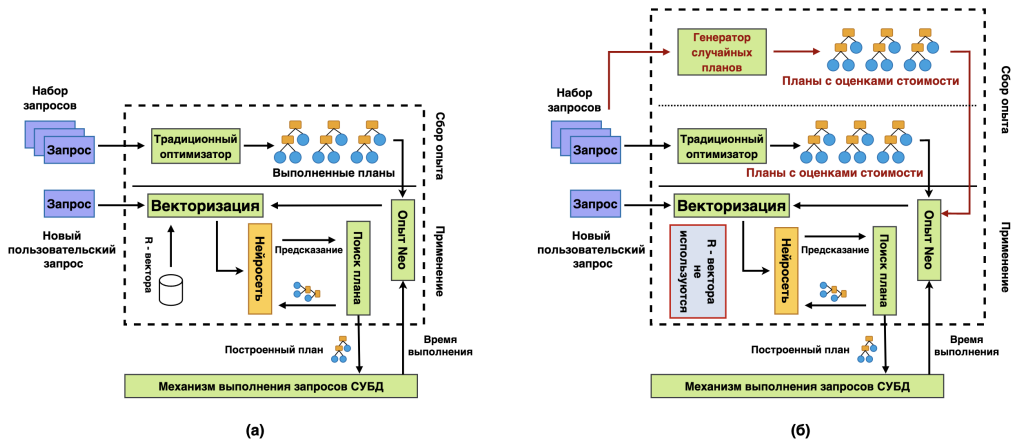 Набор
запросов
Запрос
Традиционный
оптимизатор
Выполненные планы
Сбор опыта
Запрос
Новый
пользовательский
запрос
Векторизация
R - вектора
Нейросеть
Предсказание
Поиск плана
Опыт Neo
Применение
Построенный план
Время
выполнения
Механизм выполнения запросов СУБД
(а)
Генератор
случайных
планов
Планы с оценками стоимости
Сбор опыта
Набор
запросов
Запрос
Традиционный
оптимизатор
Планы с оценками стоимости
Запрос
Новый
пользовательский
запрос
Векторизация
R - вектора
не
используются
Нейросеть
Предсказание
Поиск плана
Опыт Neo
Применение
Построенный план
Время
выполнения
Механизм выполнения запросов СУБД
(б)